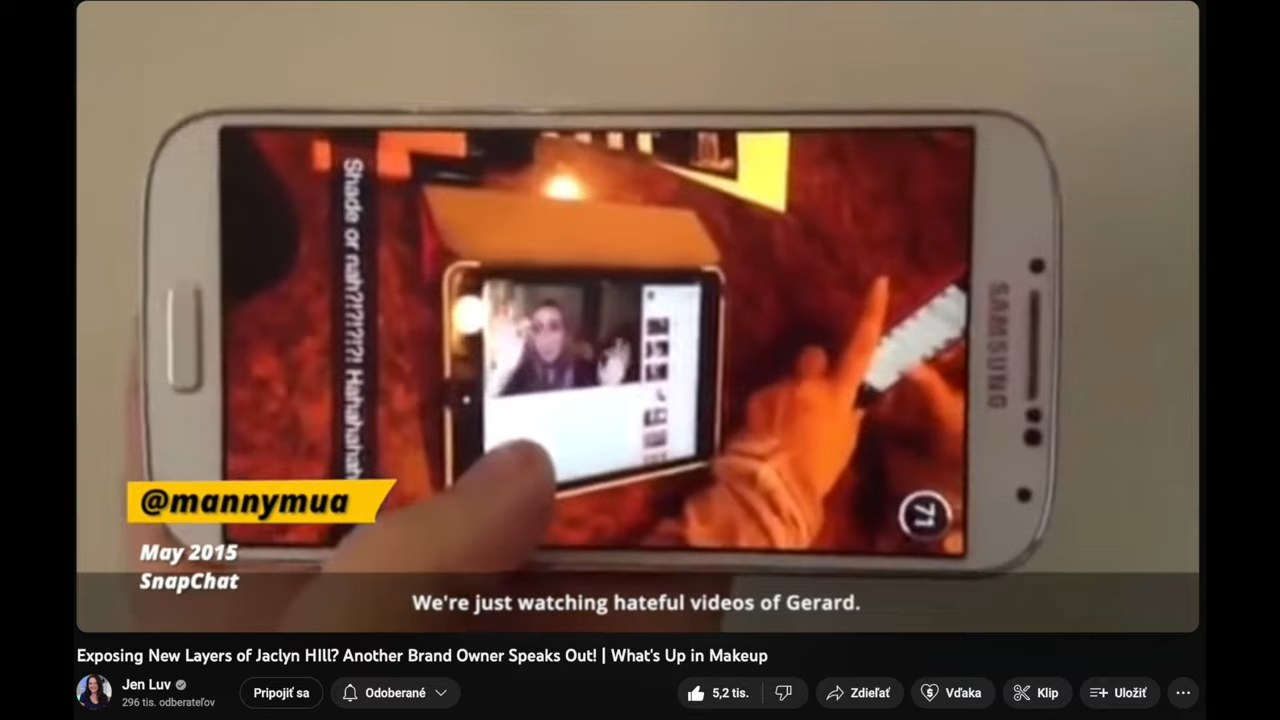 Shade or nah?!?!?!?! Hahahahah
SAMSUNG
71
@mannymua
May 2015
SnapChat
We're just watching hateful videos of Gerard.
Exposing New Layers of Jaclyn HIll? Another Brand Owner Speaks Out! | What's Up in Makeup
Jen Luv
296 tis. odberateľov
Pripojiť sa
Odoberané
5,2 tis.
Zdieľať
Vďaka
Klip
Uložiť